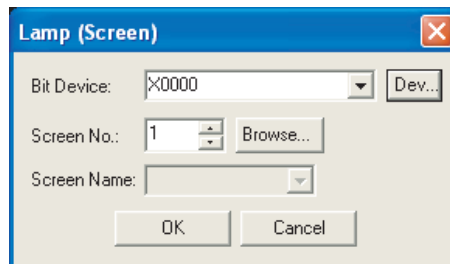 Lamp (Screen)
Bit Device: X0000 Dev...
Screen No.: 1 Browse...
Screen Name:
OK Cancel